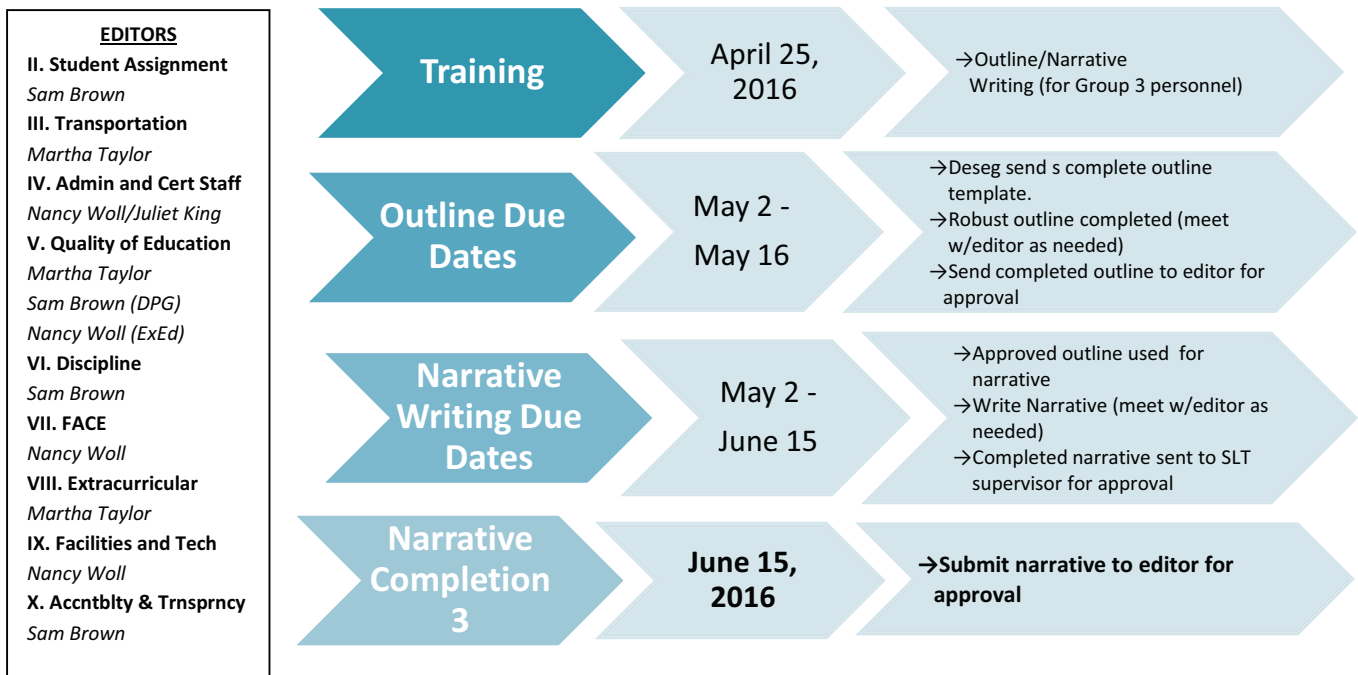 EDITORS
II. Student Assignment
Sam Brown
III. Transportation
Martha Taylor
IV. Admin and Cert Staff
Nancy Woll/Juliet King
V. Quality of Education
Martha Taylor
Sam Brown (DPG)
Nancy Woll (ExEd)
VI. Discipline
Sam Brown
VII. FACE
Nancy Woll
VIII. Extracurricular
Martha Taylor
IX. Facilities and Tech
Nancy Woll
X. Accntblty & Trnsprncy
Sam Brown
Training
April 25,
2016
→Outline/Narrative
Writing (for Group 3 personnel)
Outline Due
Dates
May 2 -
May 16
→Deseg send s complete outline
template.
→Robust outline completed (meet
w/editor as needed)
→Send completed outline to editor for
approval
Narrative
Writing Due
Dates
May 2 -
June 15
→Approved outline used for
narrative
→Write Narrative (meet w/editor as
needed)
→Completed narrative sent to SLT
supervisor for approval
Narrative
Completion
3
June 15,
2016
→Submit narrative to editor for
approval